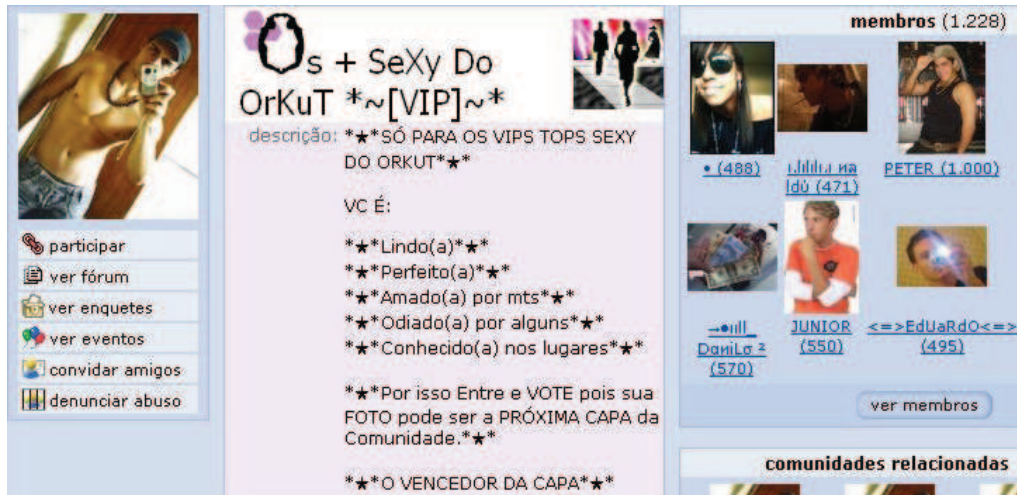 participar
ver fórum
ver enquetes
ver eventos
convidar amigos
denunciar abuso
Os + SeXy Do
OrKuT *~[VIP]~*
descrição: *★*SÓ PARA OS VIPS TOPS SEXY
DO ORKUT*★*
VC É:
*★*Lindo(a)*★*
*★*Perfeito(a)*★*
*★*Amado(a) por mts*★*
*★*Odiado(a) por alguns*★*
*★*Conhecido(a) nos lugares*★*
*★*Por isso Entre e VOTE pois sua
FOTO pode ser a PRÓXIMA CAPA da
Comunidade.*★*
*★*O VENCEDOR DA CAPA*★*
membros (1.228)
• (488)
(471)
PETER (1.000)
DαиiLσ ²
(570)
JUNIOR
(550)
<=>EdUaRdO<=>
(495)
ver membros
comunidades relacionadas